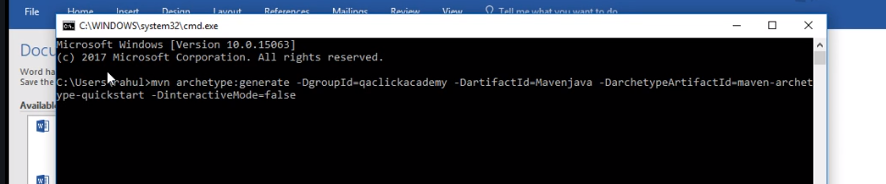 File Home Insert Design Layout References Mailings Review View Tell me what you want to do
C:\WINDOWS\system32\cmd.exe
Microsoft Windows [Version 10.0.15063]
(c) 2017 Microsoft Corporation. All rights reserved.
C:\Users\rahul>mvn archetype:generate -DgroupId=qaclickacademy -DartifactId=Mavenjava -DarchetypeArtifactId=maven-archet
ype-quickstart -DinteractiveMode=false
Docu
Word ha
Save the
Availabl